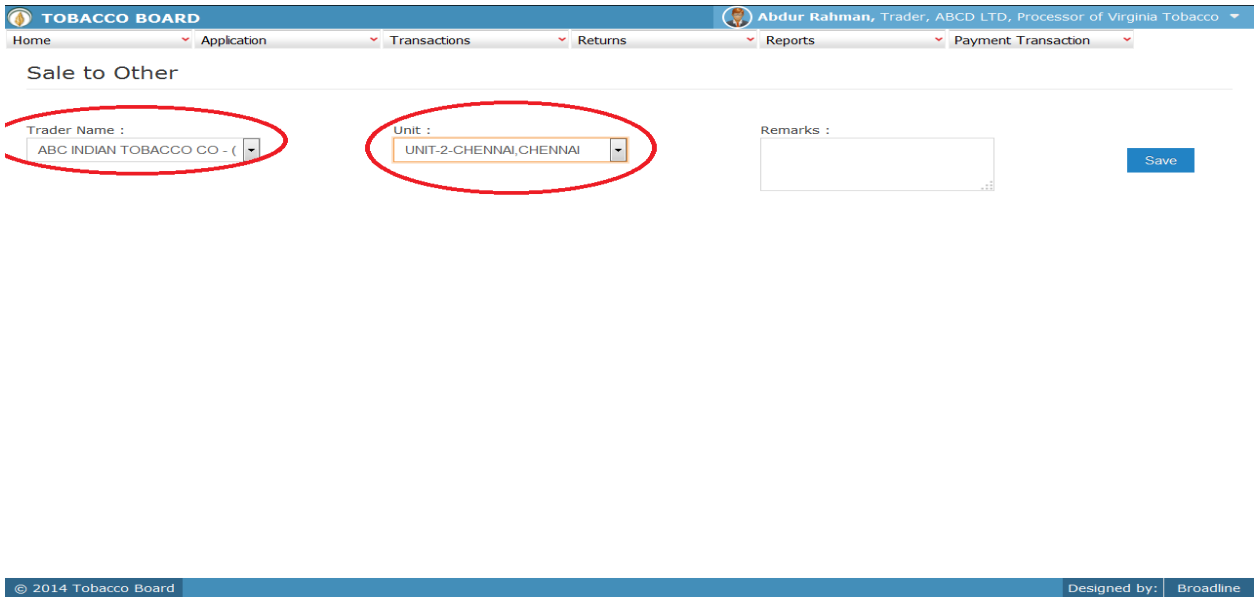 TOBACCO BOARD
Abdur Rahman, Trader, ABCD LTD, Processor of Virginia Tobacco
Home Application Transactions Returns Reports Payment Transaction
Sale to Other
Trader Name : Unit : Remarks :
ABC INDIAN TOBACCO CO - ( UNIT-2-CHENNAI,CHENNAI
Save
© 2014 Tobacco Board Designed by: Broadline